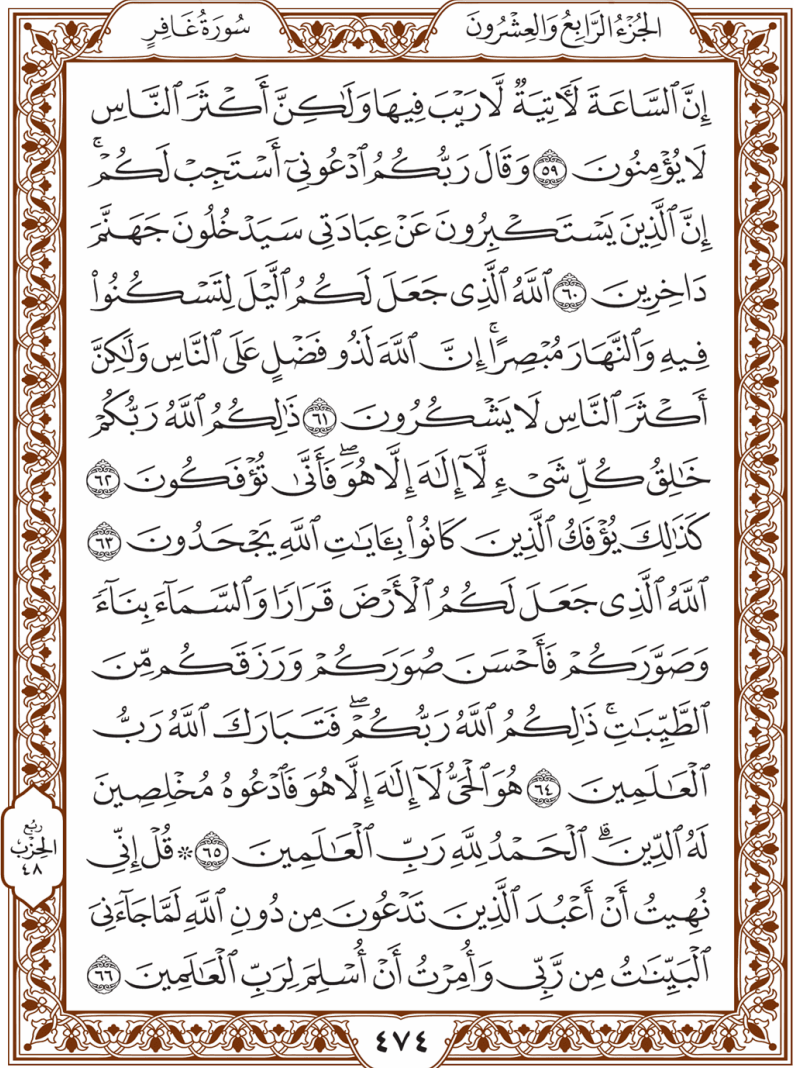 الجُزْءُ الرَّابِعُ وَالعِشْرُونَ
سُورَةُ غَافِرٍ
إِنَّ ٱلسَّاعَةَ لَأٓتِيَةٞ لَّا رَيۡبَ فِيهَا وَلَٰكِنَّ أَكۡثَرَ ٱلنَّاسِ
لَا يُؤۡمِنُونَ ٥٩ وَقَالَ رَبُّكُمُ ٱدۡعُونِيٓ أَسۡتَجِبۡ لَكُمۡۚ
إِنَّ ٱلَّذِينَ يَسۡتَكۡبِرُونَ عَنۡ عِبَادَتِي سَيَدۡخُلُونَ جَهَنَّمَ
دَاخِرِينَ ٦٠ ٱللَّهُ ٱلَّذِي جَعَلَ لَكُمُ ٱلَّيۡلَ لِتَسۡكُنُواْ
فِيهِ وَٱلنَّهَارَ مُبۡصِرًاۚ إِنَّ ٱللَّهَ لَذُو فَضۡلٍ عَلَى ٱلنَّاسِ وَلَٰكِنَّ
أَكۡثَرَ ٱلنَّاسِ لَا يَشۡكُرُونَ ٦١ ذَٰلِكُمُ ٱللَّهُ رَبُّكُمۡ
خَٰلِقُ كُلِّ شَيۡءٖ لَّآ إِلَٰهَ إِلَّا هُوَۖ فَأَنَّىٰ تُؤۡفَكُونَ ٦٢
كَذَٰلِكَ يُؤۡفَكُ ٱلَّذِينَ كَانُواْ بِـَٔايَٰتِ ٱللَّهِ يَجۡحَدُونَ ٦٣
ٱللَّهُ ٱلَّذِي جَعَلَ لَكُمُ ٱلۡأَرۡضَ قَرَارٗا وَٱلسَّمَآءَ بِنَآءٗ
وَصَوَّرَكُمۡ فَأَحۡسَنَ صُوَرَكُمۡ وَرَزَقَكُم مِّنَ
ٱلطَّيِّبَٰتِۚ ذَٰلِكُمُ ٱللَّهُ رَبُّكُمۡۖ فَتَبَارَكَ ٱللَّهُ رَبُّ
ٱلۡعَٰلَمِينَ ٦٤ هُوَ ٱلۡحَيُّ لَآ إِلَٰهَ إِلَّا هُوَ فَٱدۡعُوهُ مُخۡلِصِينَ
لَهُ ٱلدِّينَۗ ٱلۡحَمۡدُ لِلَّهِ رَبِّ ٱلۡعَٰلَمِينَ ٦٥ ۞ قُلۡ إِنِّي
نُهِيتُ أَنۡ أَعۡبُدَ ٱلَّذِينَ تَدۡعُونَ مِن دُونِ ٱللَّهِ لَمَّا جَآءَنِيَ
ٱلۡبَيِّنَٰتُ مِن رَّبِّي وَأُمِرۡتُ أَنۡ أُسۡلِمَ لِرَبِّ ٱلۡعَٰلَمِينَ ٦٦
رُبُع
الحِزْب
٤٨
٤٧٤